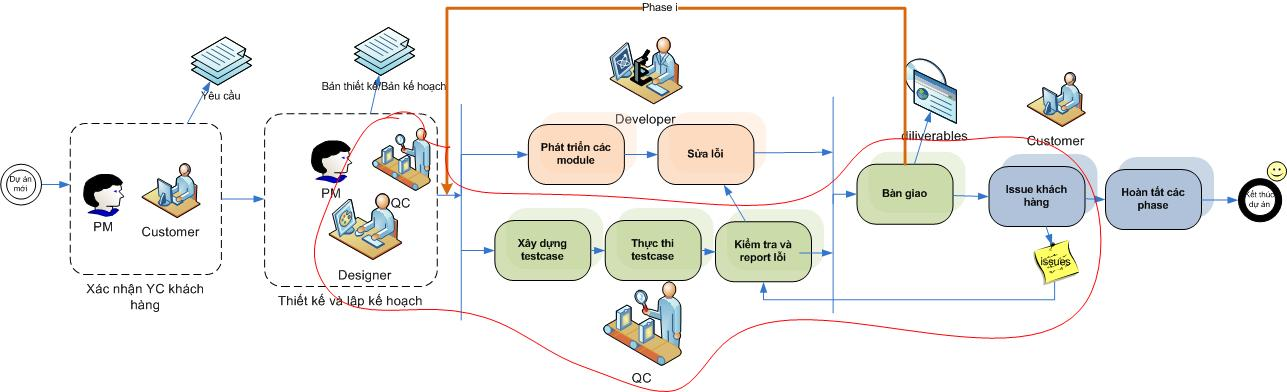 Phase i
Yêu cầu
Bản thiết kế/Bản kế hoạch
Developer
diliverables
Customer
Dự án
mới
PM
Customer
Xác nhận YC khách
hàng
PM
QC
Designer
Thiết kế và lập kế hoạch
Phát triển các
module
Sửa lỗi
Xây dựng
testcase
Thực thi
testcase
Kiểm tra và
report lỗi
QC
Bàn giao
Issue khách
hàng
issues
Hoàn tất các
phase
Kết thúc
dự án